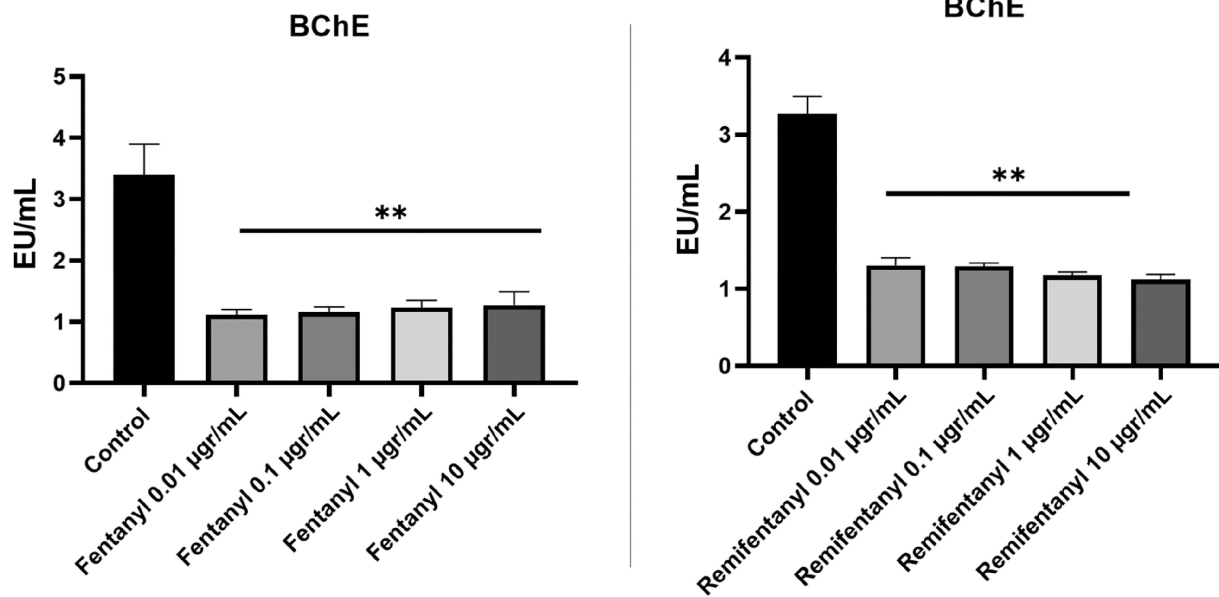 BChE
EU/mL
5
4
3
2
1
0
**
Control
Fentanyl 0.01 µgr/mL
Fentanyl 0.1 µgr/mL
Fentanyl 1 µgr/mL
Fentanyl 10 µgr/mL
BChE
EU/mL
4
3
2
1
0
**
Control
Remifentanyl 0.01 µgr/mL
Remifentanyl 0.1 µgr/mL
Remifentanyl 1 µgr/mL
Remifentanyl 10 µgr/mL